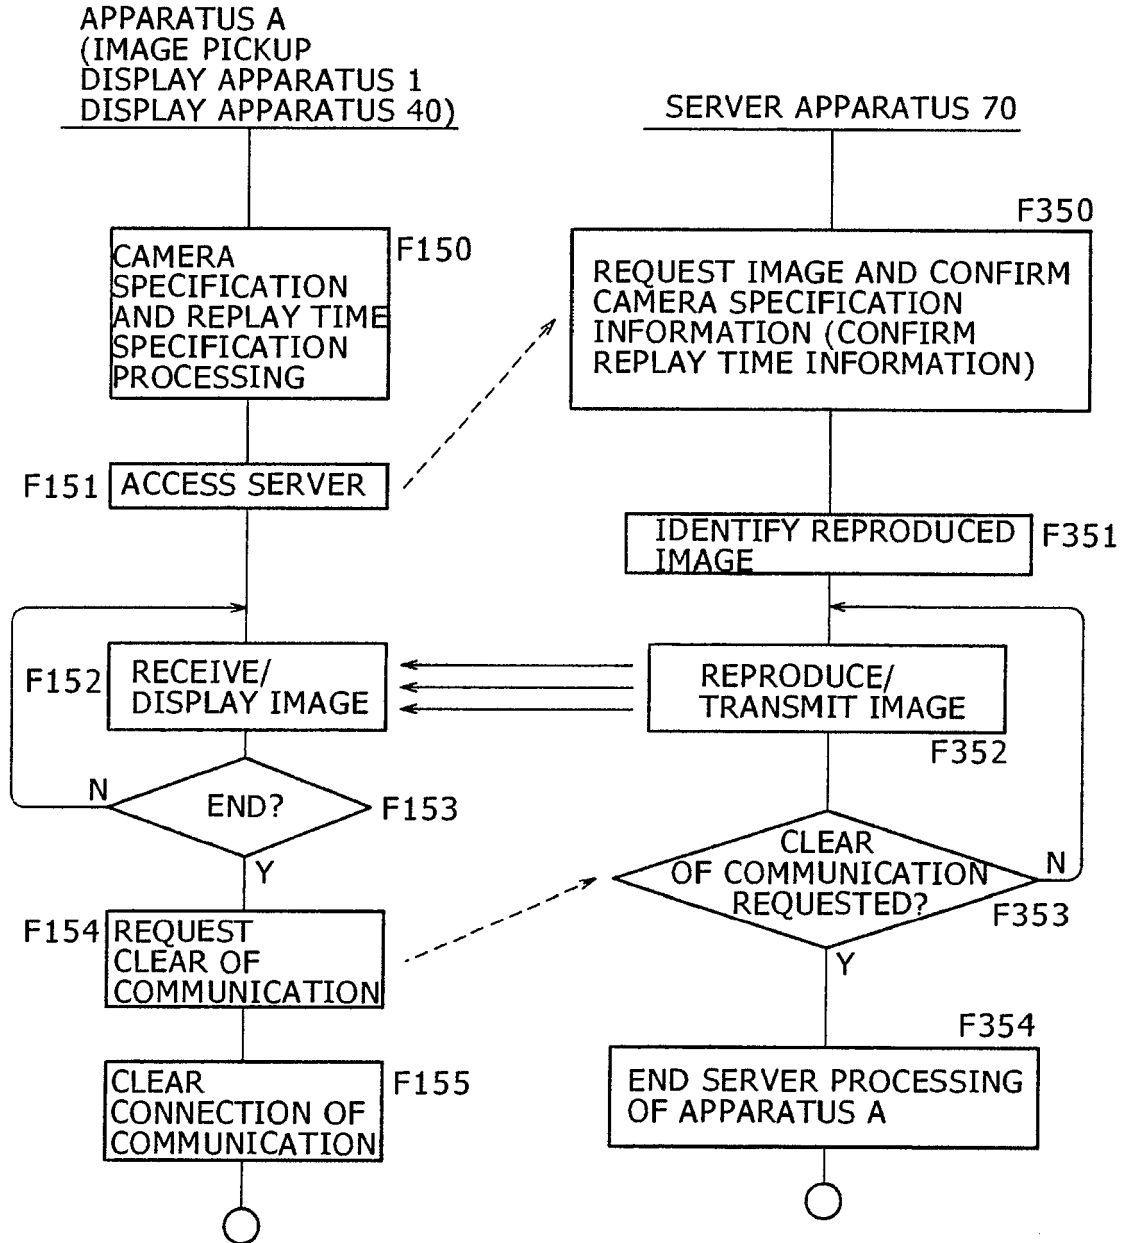 APPARATUS A
(IMAGE PICKUP
DISPLAY APPARATUS 1
DISPLAY APPARATUS 40)
SERVER APPARATUS 70
F150
CAMERA
SPECIFICATION
AND REPLAY TIME
SPECIFICATION
PROCESSING
F350
REQUEST IMAGE AND CONFIRM
CAMERA SPECIFICATION
INFORMATION (CONFIRM
REPLAY TIME INFORMATION)
F151
ACCESS SERVER
IDENTIFY REPRODUCED
IMAGE
F351
F152
RECEIVE/
DISPLAY IMAGE
REPRODUCE/
TRANSMIT IMAGE
F352
N
END?
F153
Y
CLEAR
OF COMMUNICATION
REQUESTED?
N
F353
Y
F154
REQUEST
CLEAR OF
COMMUNICATION
F354
CLEAR
CONNECTION OF
COMMUNICATION
F155
END SERVER PROCESSING
OF APPARATUS A